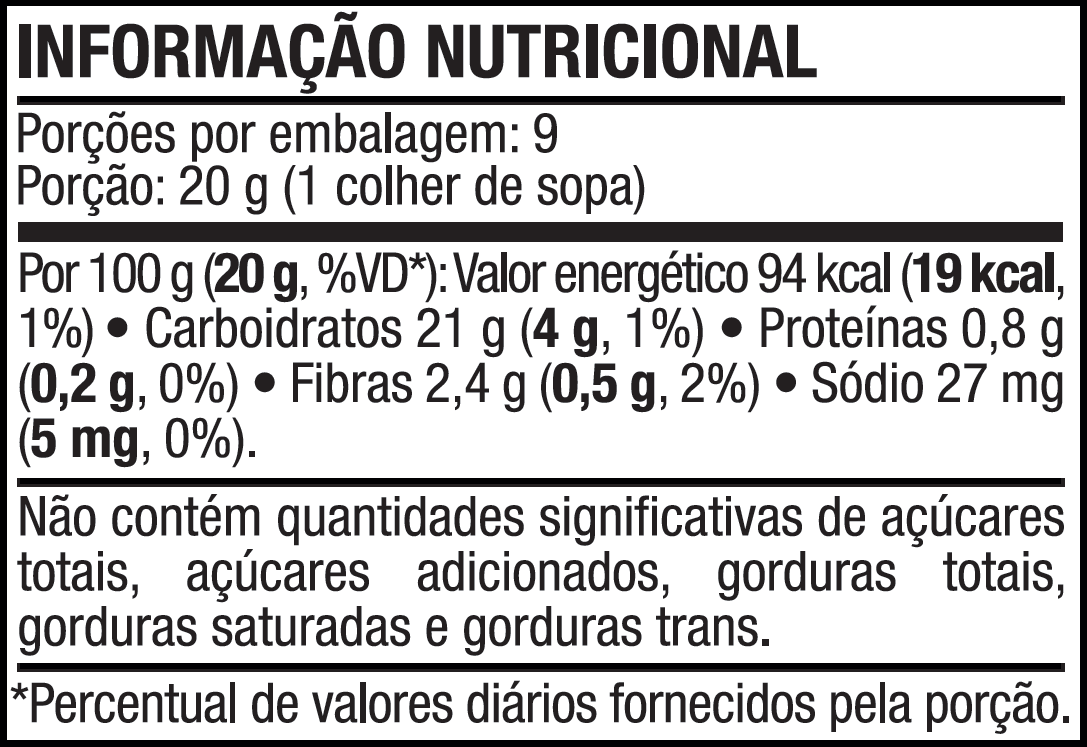 INFORMAÇÃO NUTRICIONAL
Porções por embalagem: 9
Porção: 20 g (1 colher de sopa)
Por 100 g (20 g, %VD*): Valor energético 94 kcal (19 kcal,
1%) • Carboidratos 21 g (4 g, 1%) • Proteínas 0,8 g
(0,2 g, 0%) • Fibras 2,4 g (0,5 g, 2%) • Sódio 27 mg
(5 mg, 0%).
Não contém quantidades significativas de açúcares
totais, açúcares adicionados, gorduras totais,
gorduras saturadas e gorduras trans.
*Percentual de valores diários fornecidos pela porção.